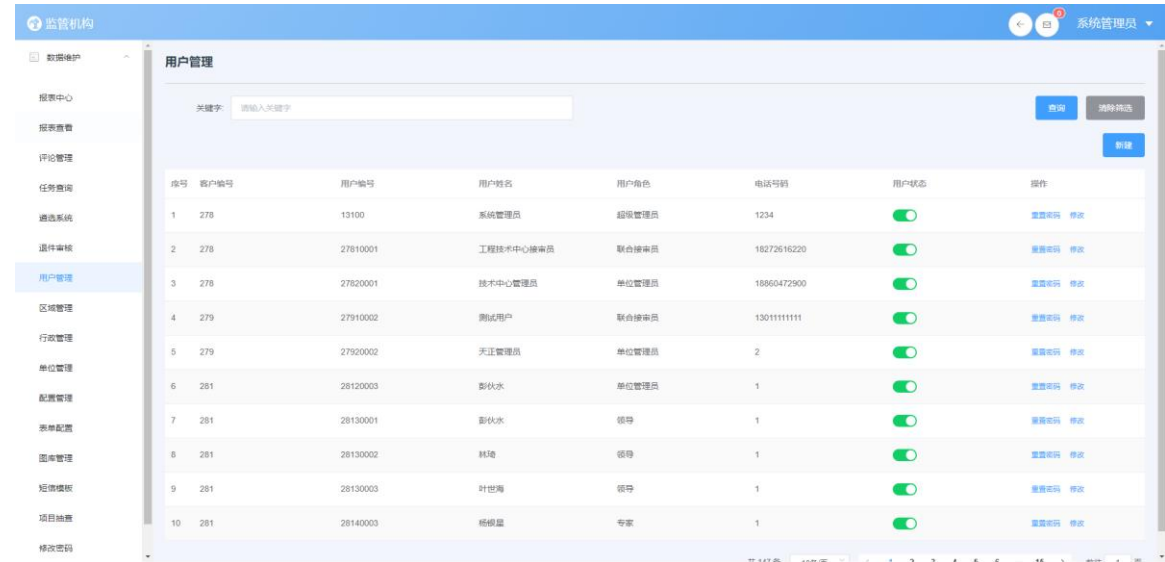 监管机构
8
系统管理员
数据维护
用户管理
报表中心
关键字 请输入关键字 查询 清除筛选
报表查看
新建
评论管理
任务查询
序号 客户编号 用户编号 用户姓名 用户角色 电话号码 用户状态 操作
遴选系统
1 278 13100 系统管理员 超级管理员 1234 重置密码 修改
退件审核
2 278 27810001 工程技术中心接审员 联合接审员 18272616220 重置密码 修改
用户管理
3 278 27820001 技术中心管理员 单位管理员 18860472900 重置密码 修改
区域管理
4 279 27910002 测试用户 联合接审员 13011111111 重置密码 修改
行政管理
5 279 27920002 天正管理员 单位管理员 2 重置密码 修改
单位管理
6 281 28120003 彭伙水 单位管理员 1 重置密码 修改
配置管理
7 281 28130001 彭伙水 领导 1 重置密码 修改
表单配置
图库管理
8 281 28130002 林琦 领导 1 重置密码 修改
短信模板
9 281 28130003 叶世海 领导 1 重置密码 修改
项目抽查
10 281 28140003 杨银星 专家 1 重置密码 修改
修改密码